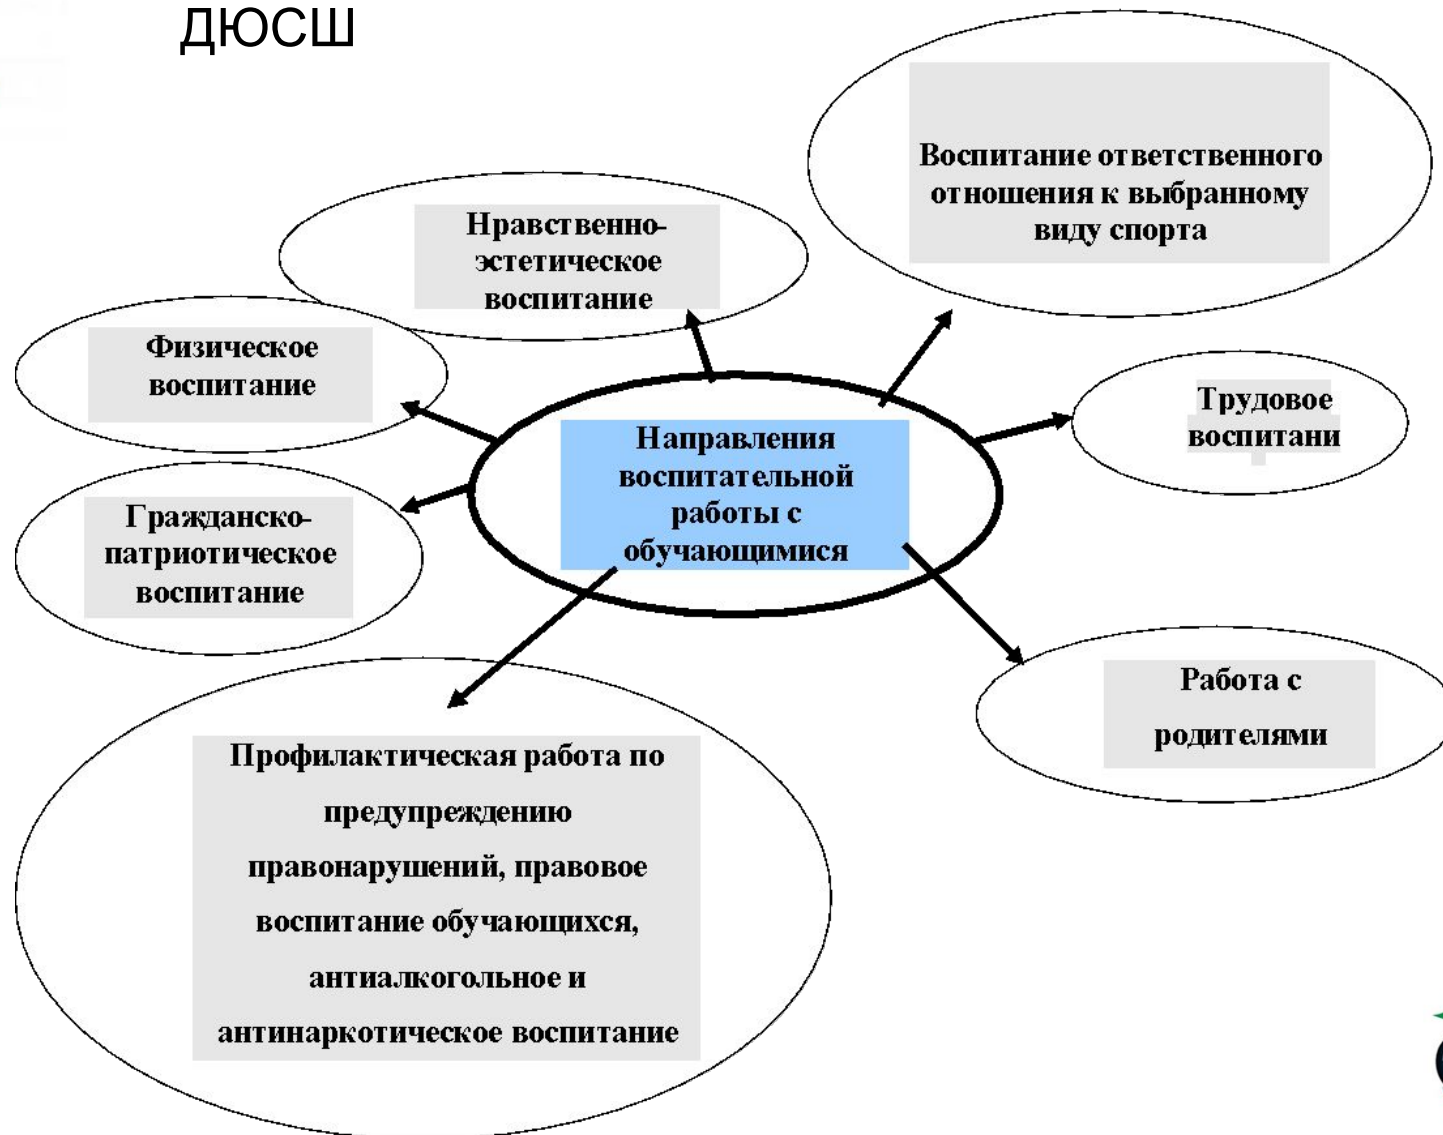 ДЮСШ
Воспитание ответственного
отношения к выбранному
виду спорта
Нравственно-
эстетическое
воспитание
Физическое
воспитание
Трудовое
воспитани
Направления
воспитательной
работы с
обучающимися
Гражданско-
патриотическое
воспитание
Работа с
родителями
Профилактическая работа по
предупреждению
правонарушений, правовое
воспитание обучающихся,
антиалкогольное и
антинаркотическое воспитание